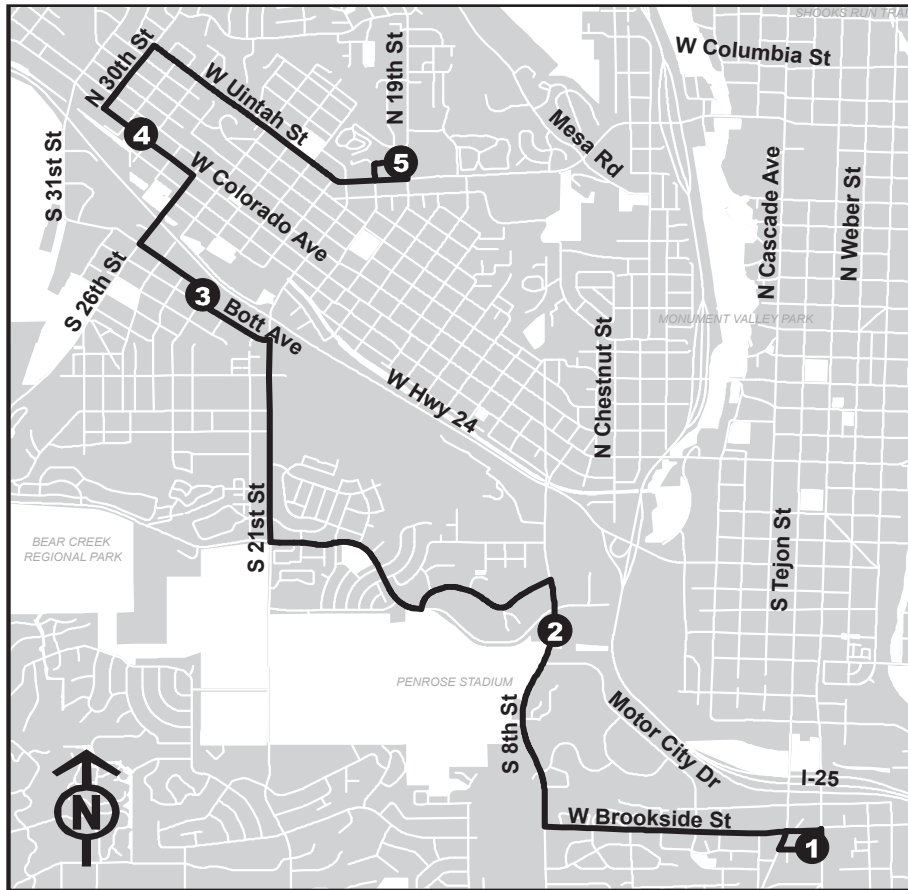 SHOOKS RUN TRAI
W Columbia St
N 30th St
W Uintah St
N 19th St
Mesa Rd
4
5
S 31st St
W Colorado Ave
N Cascade Ave
N Weber St
S 26th St
3
Bott Ave
MONUMENT VALLEY PARK
W Hwy 24
N Chestnut St
S 21st St
BEAR CREEK
REGIONAL PARK
S Tejon St
2
PENROSE STADIUM
S 8th St
Motor City Dr
I-25
N
W Brookside St
1